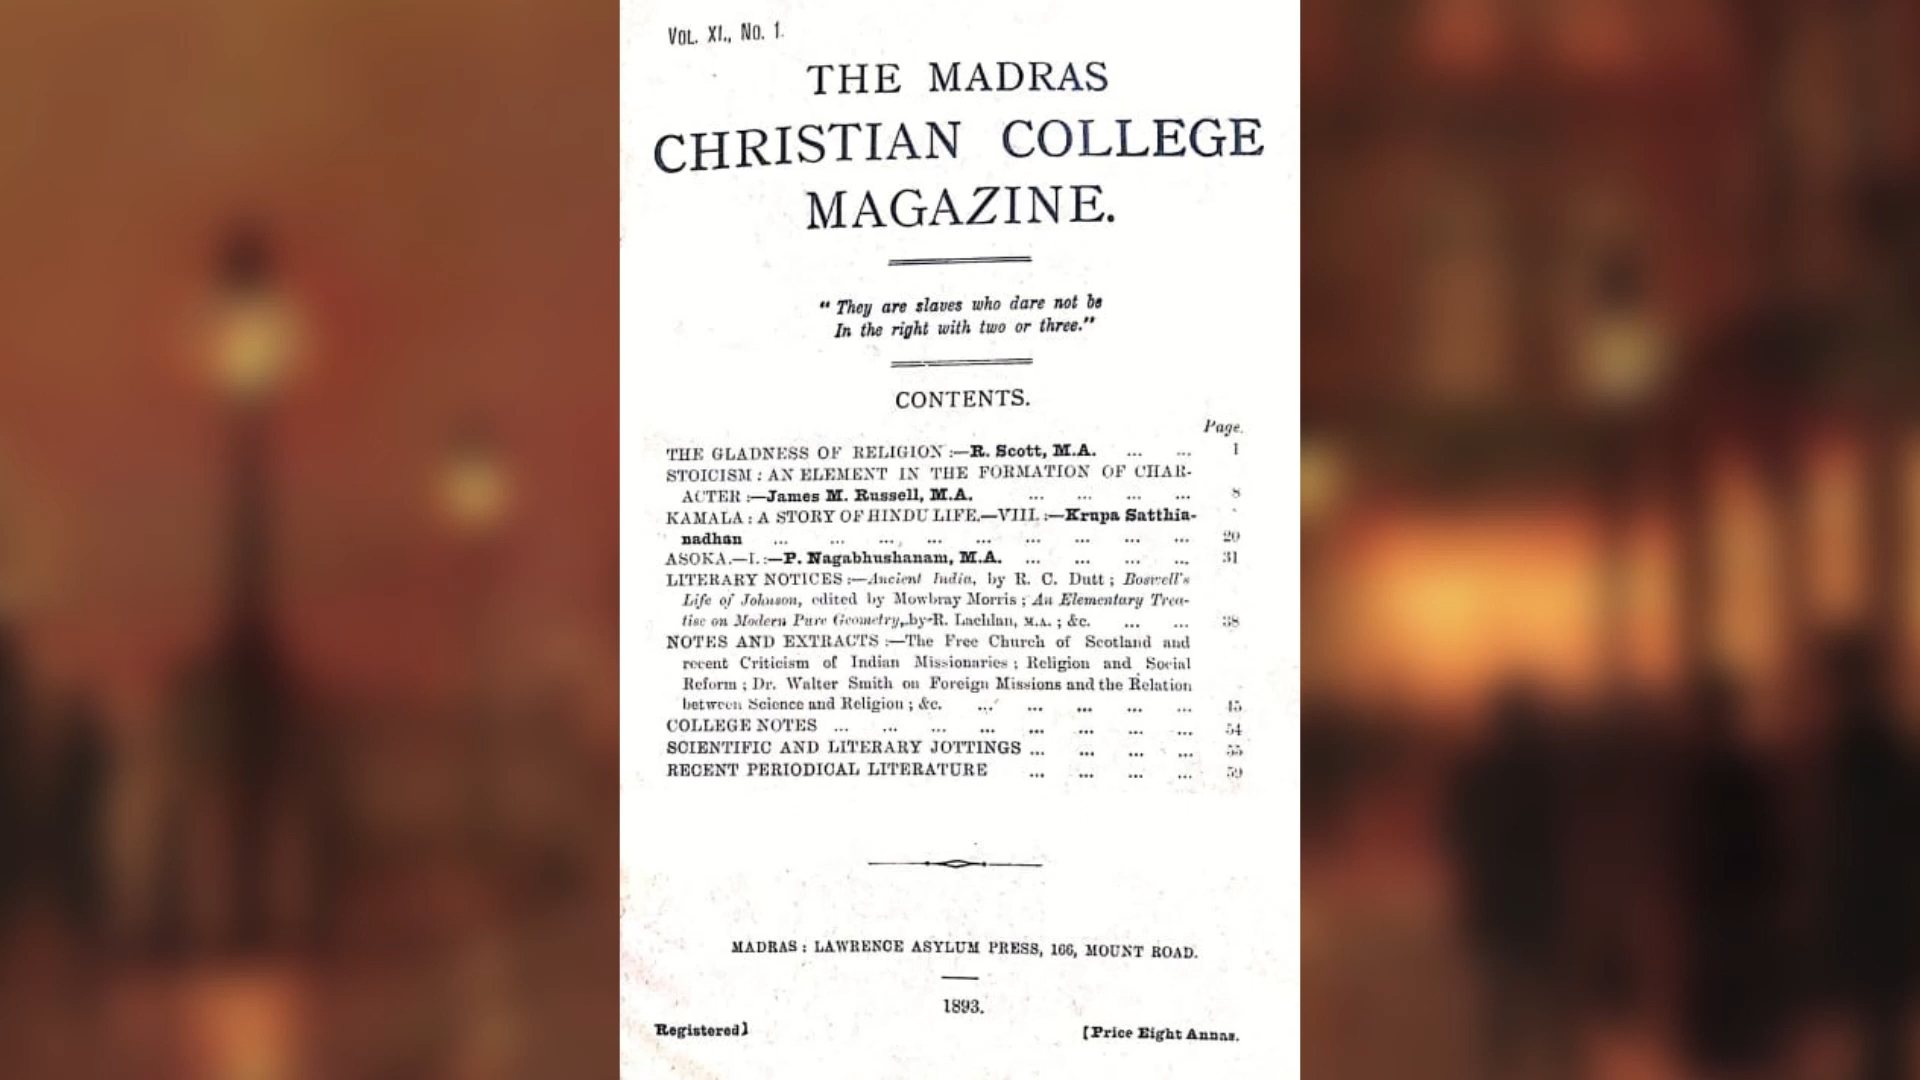 VOL. XI., No. 1.
THE MADRAS
CHRISTIAN COLLEGE
MAGAZINE.
“ They are slaves who dare not be
In the right with two or three.”
CONTENTS.
Page.
THE GLADNESS OF RELIGION :—R. Scott, M.A. ... ... 1
STOICISM : AN ELEMENT IN THE FORMATION OF CHAR-
ACTER :—James M. Russell, M.A. ... ... ... ... 8
KAMALA : A STORY OF HINDU LIFE.—VIII. :—Krupa Satthia-
nadhan ... ... ... ... ... ... ... ... ... 20
ASOKA.—I. :—P. Nagabhushanam, M.A. ... ... ... ... 31
LITERARY NOTICES :—Ancient India, by R. C. Dutt ; Boswell's
Life of Johnson, edited by Mowbray Morris ; An Elementary Trea-
tise on Modern Pure Geometry, by R. Lachlan, M.A. ; &c. ... ... 38
NOTES AND EXTRACTS :—The Free Church of Scotland and
recent Criticism of Indian Missionaries ; Religion and Social
Reform ; Dr. Walter Smith on Foreign Missions and the Relation
between Science and Religion ; &c. ... ... ... ... ... 45
COLLEGE NOTES ... ... ... ... ... ... ... ... 54
SCIENTIFIC AND LITERARY JOTTINGS ... ... ... ... 55
RECENT PERIODICAL LITERATURE ... ... ... ... 59
MADRAS : LAWRENCE ASYLUM PRESS, 166, MOUNT ROAD.
1893.
Registered]
[Price Eight Annas.